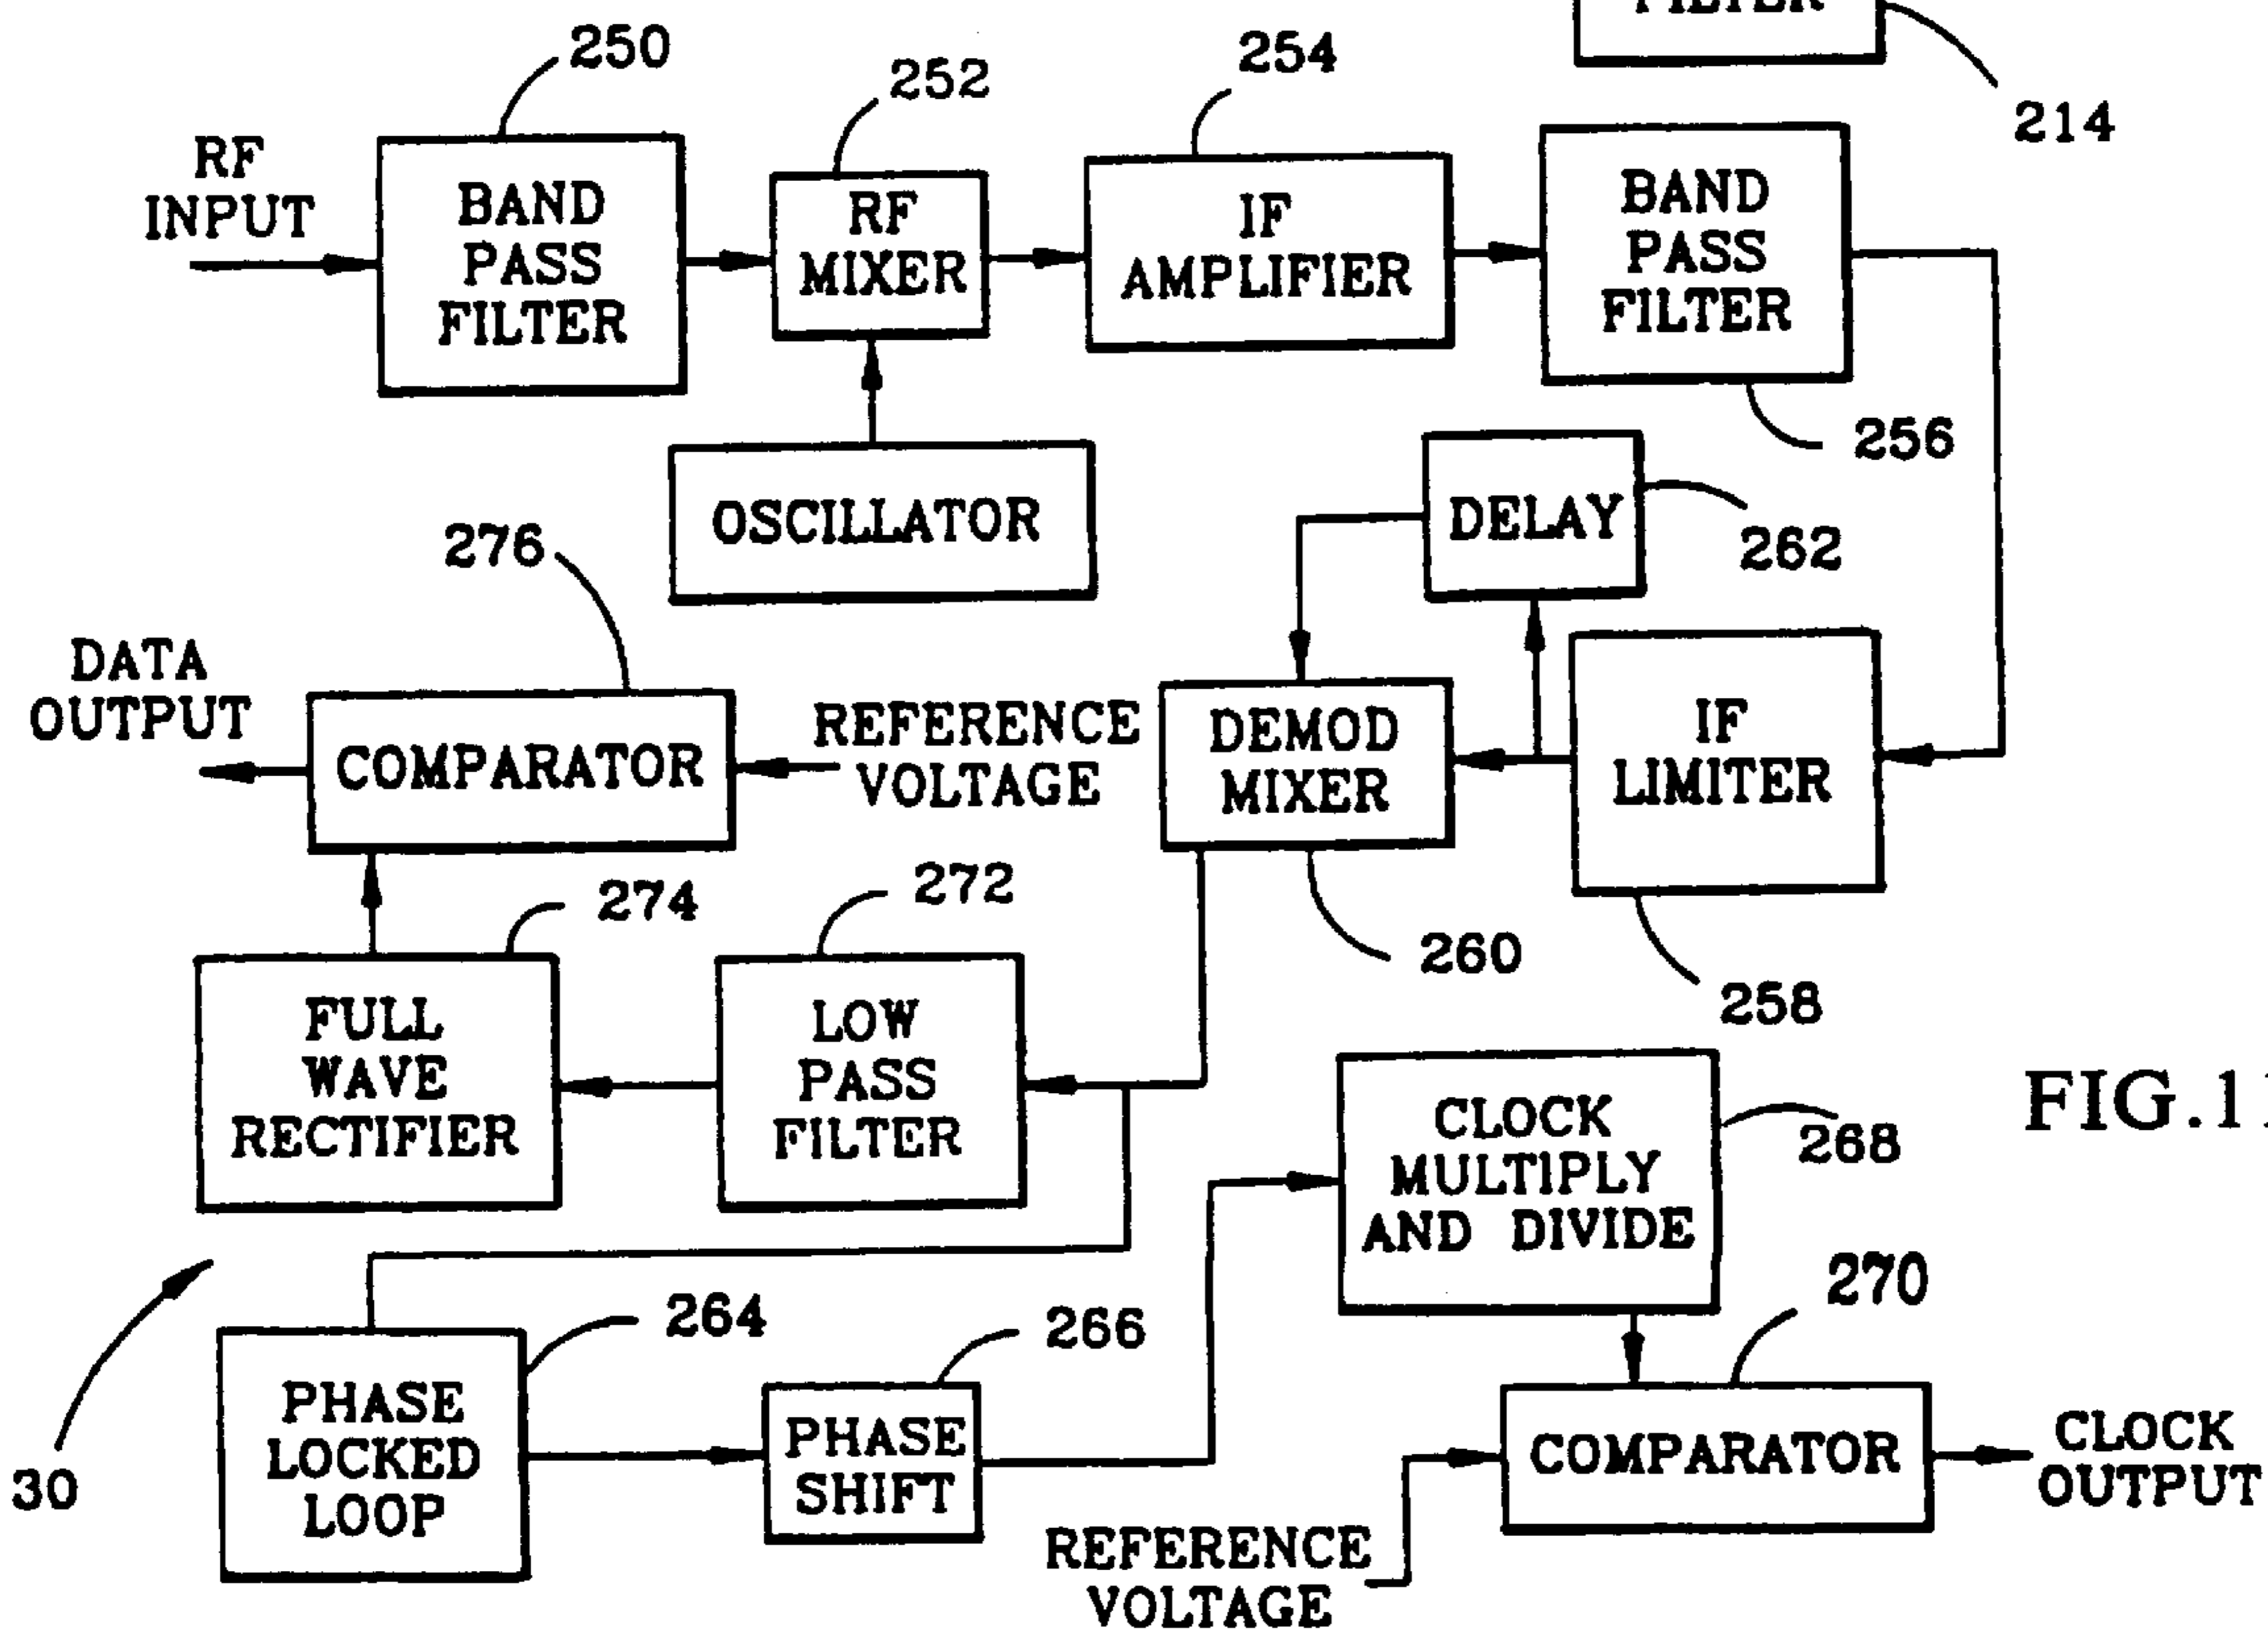 FILTER
214
250
252
254
RF
INPUT
BAND
PASS
FILTER
RF
MIXER
IF
AMPLIFIER
BAND
PASS
FILTER
256
OSCILLATOR
DELAY
262
276
DATA
OUTPUT
COMPARATOR
REFERENCE
VOLTAGE
DEMOD
MIXER
IF
LIMITER
274
272
260
258
FULL
WAVE
RECTIFIER
LOW
PASS
FILTER
CLOCK
MULTIPLY
AND DIVIDE
268
FIG.11
30
264
266
270
PHASE
LOCKED
LOOP
PHASE
SHIFT
COMPARATOR
CLOCK
OUTPUT
REFERENCE
VOLTAGE